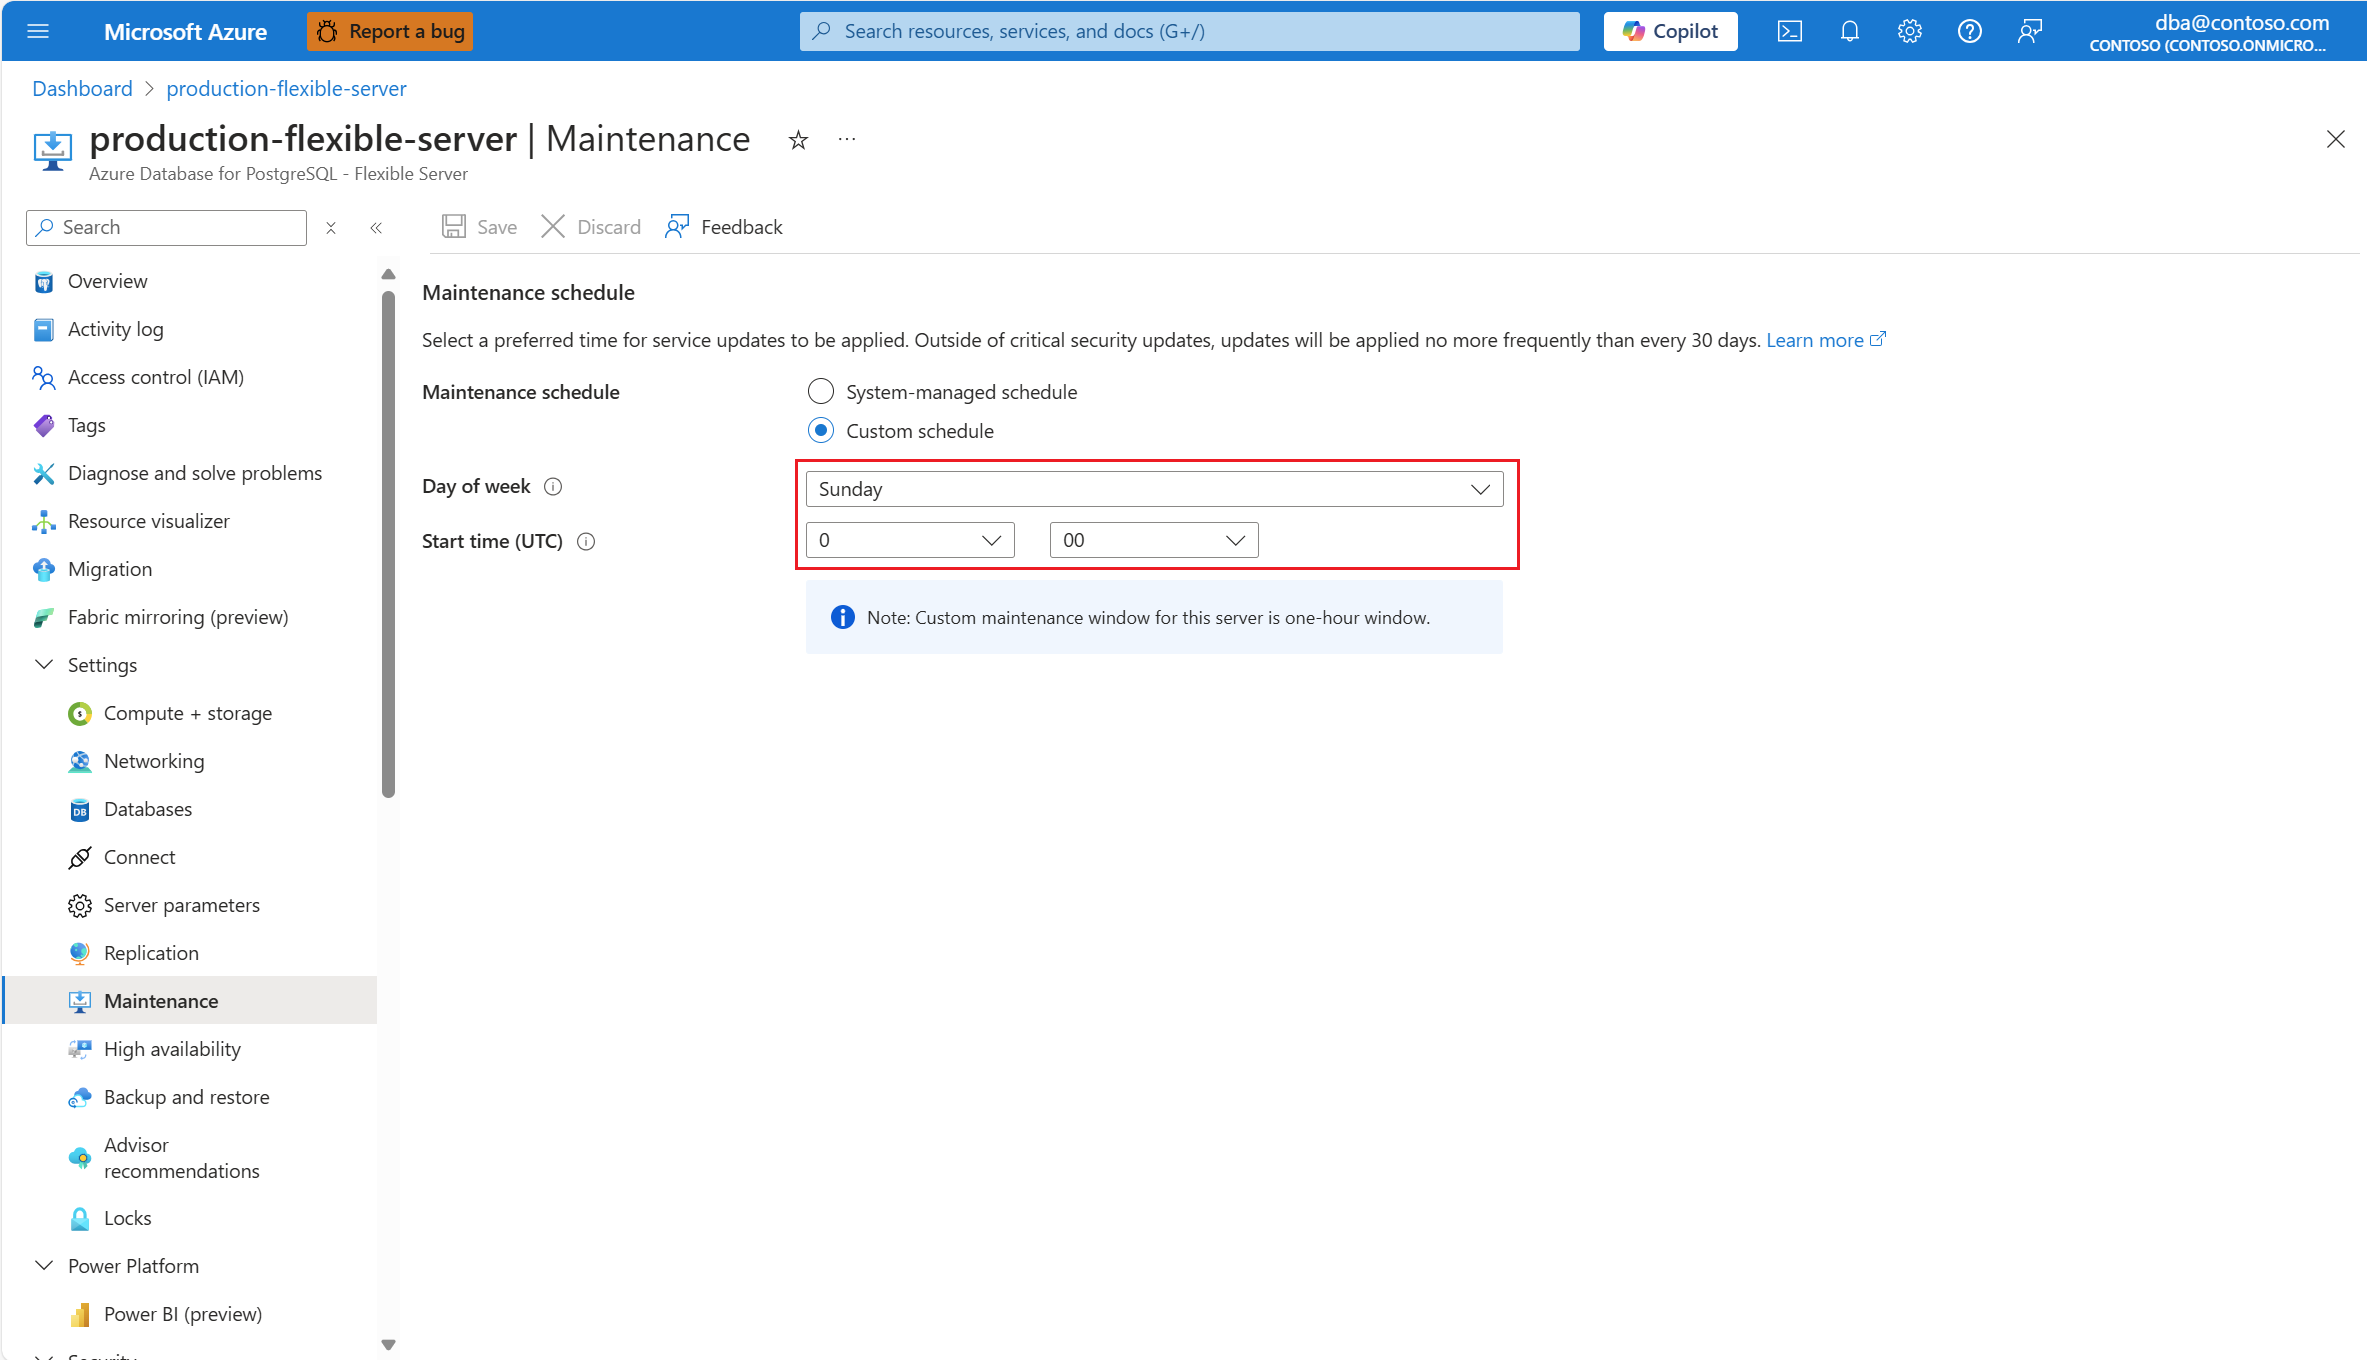 Microsoft Azure
Report a bug
Search resources, services, and docs (G+/)
Copilot
dba@contoso.com
CONTOSO (CONTOSO.ONMICRO...
Dashboard > production-flexible-server
production-flexible-server | Maintenance
Azure Database for PostgreSQL - Flexible Server
Search
Save
Discard
Feedback
Overview
Activity log
Access control (IAM)
Tags
Diagnose and solve problems
Resource visualizer
Migration
Fabric mirroring (preview)
Settings
Compute + storage
Networking
Databases
Connect
Server parameters
Replication
Maintenance
High availability
Backup and restore
Advisor
recommendations
Locks
Power Platform
Power BI (preview)
Security
Maintenance schedule
Select a preferred time for service updates to be applied. Outside of critical security updates, updates will be applied no more frequently than every 30 days. Learn more
Maintenance schedule
System-managed schedule
Custom schedule
Day of week
Sunday
Start time (UTC)
0
00
Note: Custom maintenance window for this server is one-hour window.